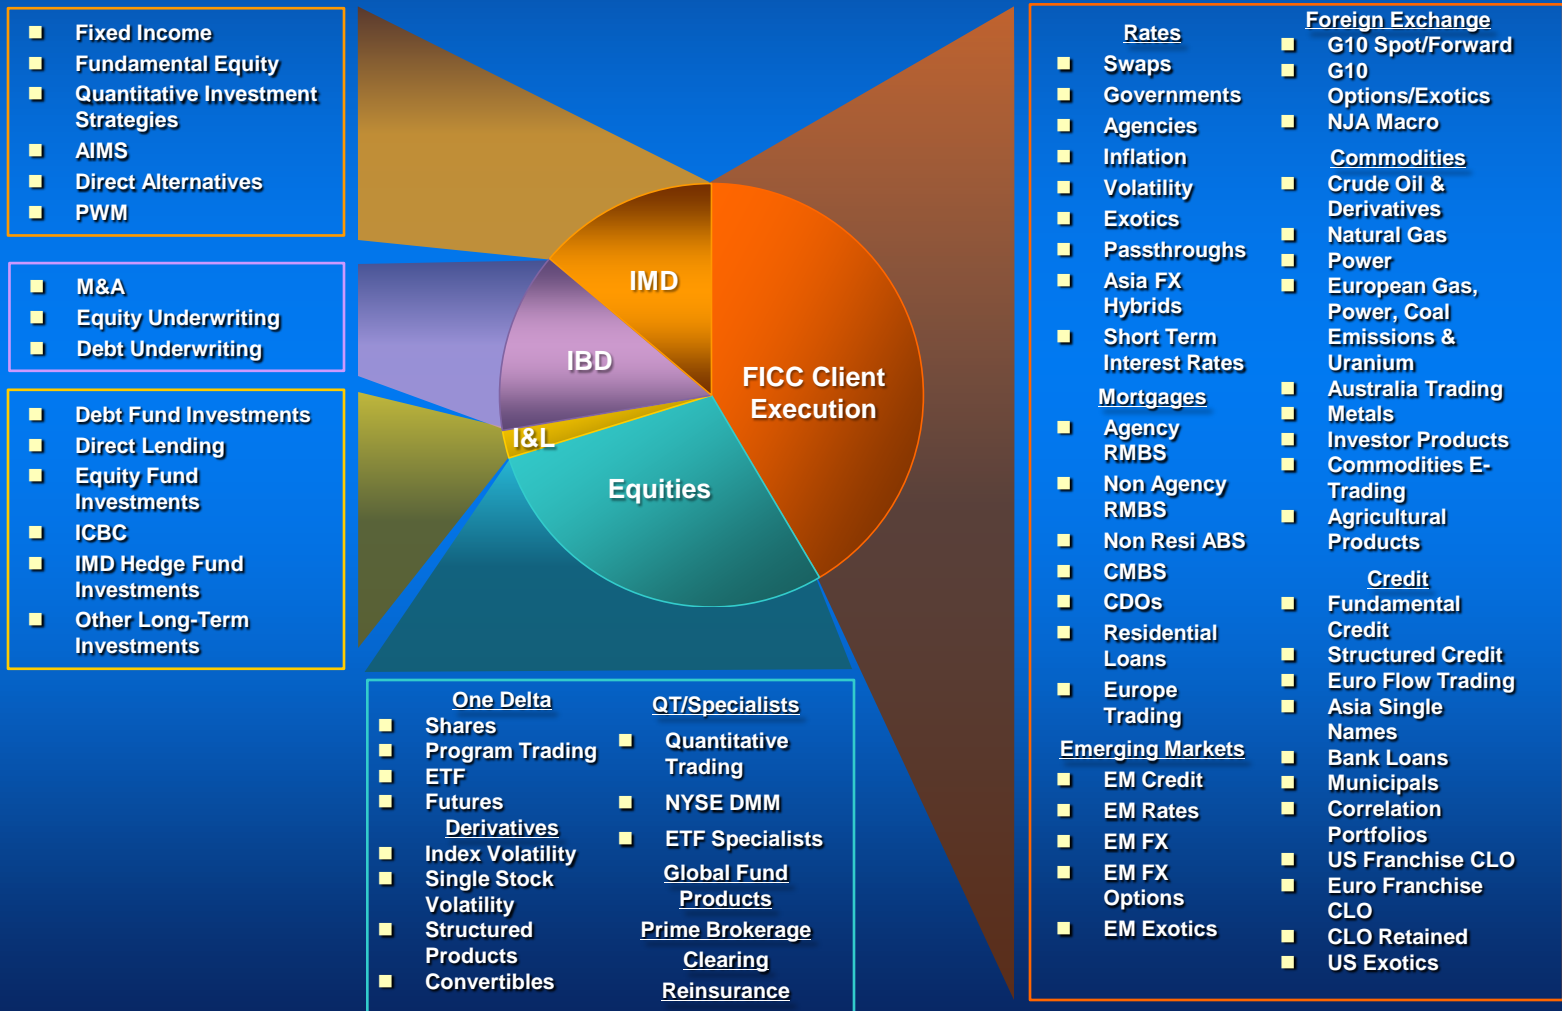 Fixed Income
Fundamental Equity
Quantitative Investment
Strategies
AIMS
Direct Alternatives
PWM
M&A
Equity Underwriting
Debt Underwriting
Debt Fund Investments
Direct Lending
Equity Fund
Investments
ICBC
IMD Hedge Fund
Investments
Other Long-Term
Investments
IMD
IBD
I&L
Equities
FICC Client
Execution
One Delta
Shares
Program Trading
ETF
Futures
Derivatives
Index Volatility
Single Stock
Volatility
Structured
Products
Convertibles
QT/Specialists
Quantitative
Trading
NYSE DMM
ETF Specialists
Global Fund
Products
Prime Brokerage
Clearing
Reinsurance
Rates
Swaps
Governments
Agencies
Inflation
Volatility
Exotics
Passthroughs
Asia FX
Hybrids
Short Term
Interest Rates
Mortgages
Agency
RMBS
Non Agency
RMBS
Non Resi ABS
CMBS
CDOs
Residential
Loans
Europe
Trading
Emerging Markets
EM Credit
EM Rates
EM FX
EM FX
Options
EM Exotics
Foreign Exchange
G10 Spot/Forward
G10
Options/Exotics
NJA Macro
Commodities
Crude Oil &
Derivatives
Natural Gas
Power
European Gas,
Power, Coal
Emissions &
Uranium
Australia Trading
Metals
Investor Products
Commodities E-
Trading
Agricultural
Products
Credit
Fundamental
Credit
Structured Credit
Euro Flow Trading
Asia Single
Names
Bank Loans
Municipals
Correlation
Portfolios
US Franchise CLO
Euro Franchise
CLO
CLO Retained
US Exotics